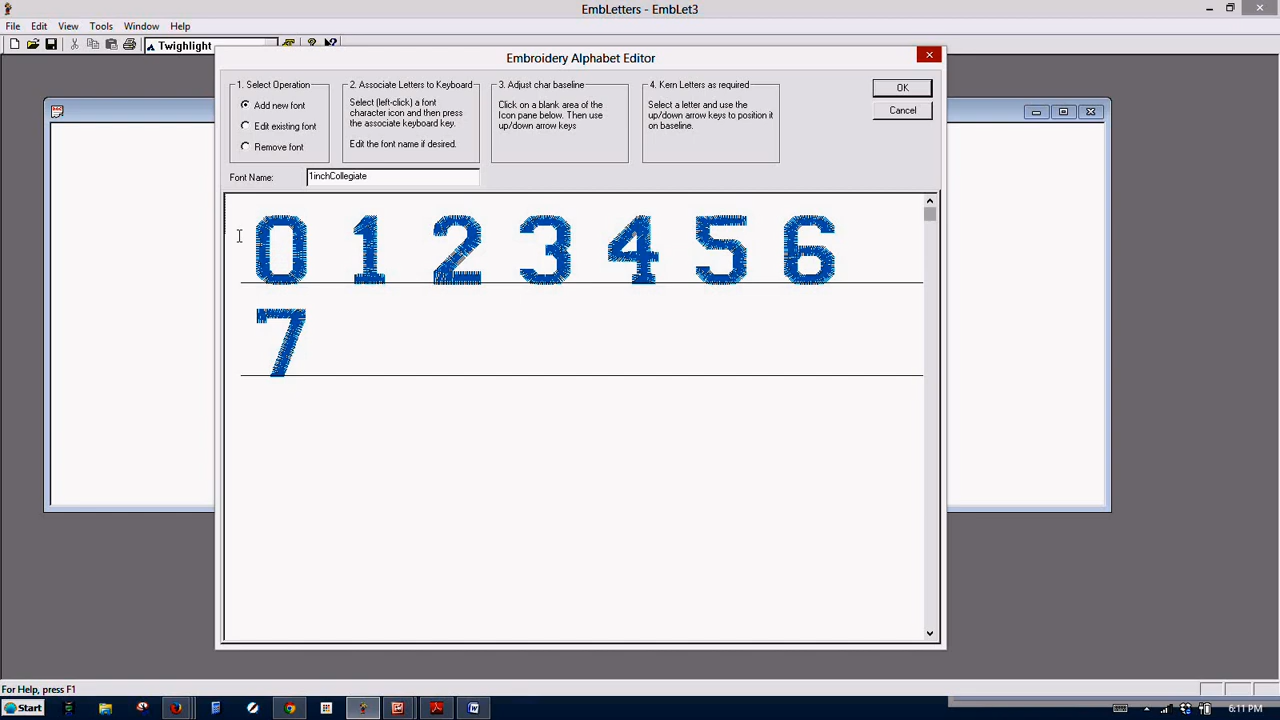 EmbLetters - EmbLet3
File Edit View Tools Window Help
Twighlight
Embroidery Alphabet Editor
1. Select Operation
Add new font
Edit existing font
Remove font
2. Associate Letters to Keyboard
Select (left-click) a font
character icon and then press
the associate keyboard key.
Edit the font name if desired.
3. Adjust char baseline
Click on a blank area of the
Icon pane below. Then use
up/down arrow keys
4. Kern Letters as required
Select a letter and use the
up/down arrow keys to position it
on baseline.
OK
Cancel
Font Name: 1inchCollegiate
0 1 2 3 4 5 6
7
For Help, press F1
Start
6:11 PM